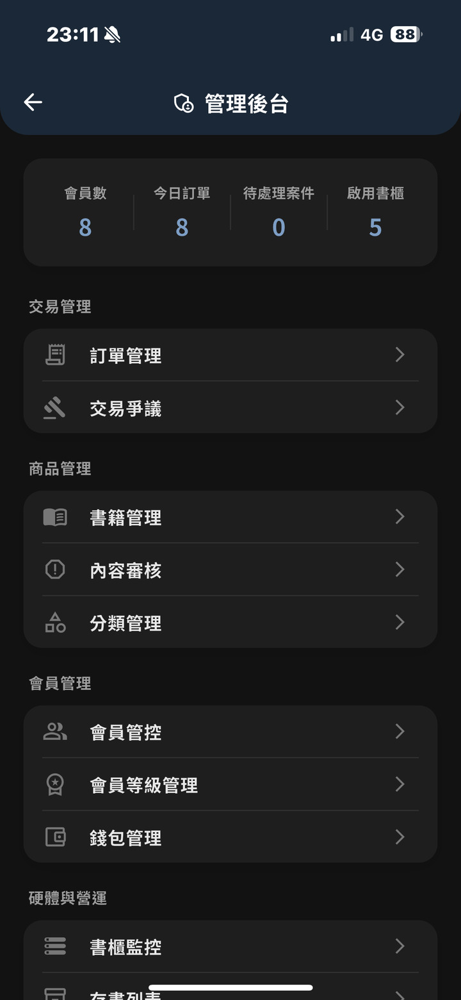 23:11
4G
88
管理後台
會員數
今日訂單
待處理案件
啟用書櫃
8
8
0
5
交易管理
訂單管理
交易爭議
商品管理
書籍管理
內容審核
分類管理
會員管理
會員管控
會員等級管理
錢包管理
硬體與營運
書櫃監控
存書列表